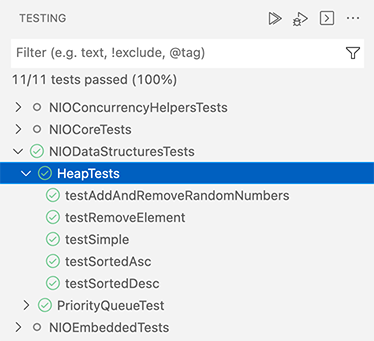 TESTING
Filter (e.g. text, !exclude, @tag)
11/11 tests passed (100%)
NIOConcurrencyHelpersTests
NIOCoreTests
NIODataStructuresTests
HeapTests
testAddAndRemoveRandomNumbers
testRemoveElement
testSimple
testSortedAsc
testSortedDesc
PriorityQueueTest
NIOEmbeddedTests